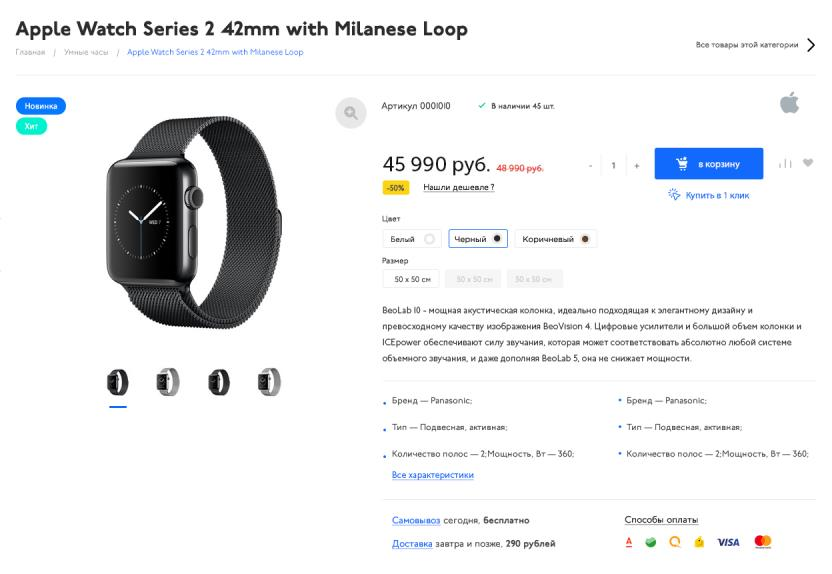 Apple Watch Series 2 42mm with Milanese Loop
Главная / Умные часы / Apple Watch Series 2 42mm with Milanese Loop
Все товары этой категории
Новинка
Хит
Артикул 0001010
В наличии 45 шт.
45 990 руб. 48 990 руб.
- 1 +
в корзину
-50%
Нашли дешевле ?
Купить в 1 клик
Цвет
Белый Черный Коричневый
Размер
50 x 50 см 50 x 50 см 50 x 50 см
BeoLab 10 - мощная акустическая колонка, идеально подходящая к элегантному дизайну и
превосходному качеству изображения BeoVision 4. Цифровые усилители и большой объем колонки и
ICEpower обеспечивают силу звучания, которая может соответствовать абсолютно любой системе
объемного звучания, и даже дополняя BeoLab 5, она не снижает мощности.
• Бренд — Panasonic;
• Тип — Подвесная, активная;
• Количество полос — 2;Мощность, Вт — 360;
• Бренд — Panasonic;
• Тип — Подвесная, активная;
• Количество полос — 2;Мощность, Вт — 360;
Все характеристики
Самовывоз сегодня, бесплатно
Доставка завтра и позже, 290 рублей
Способы оплаты
VISA